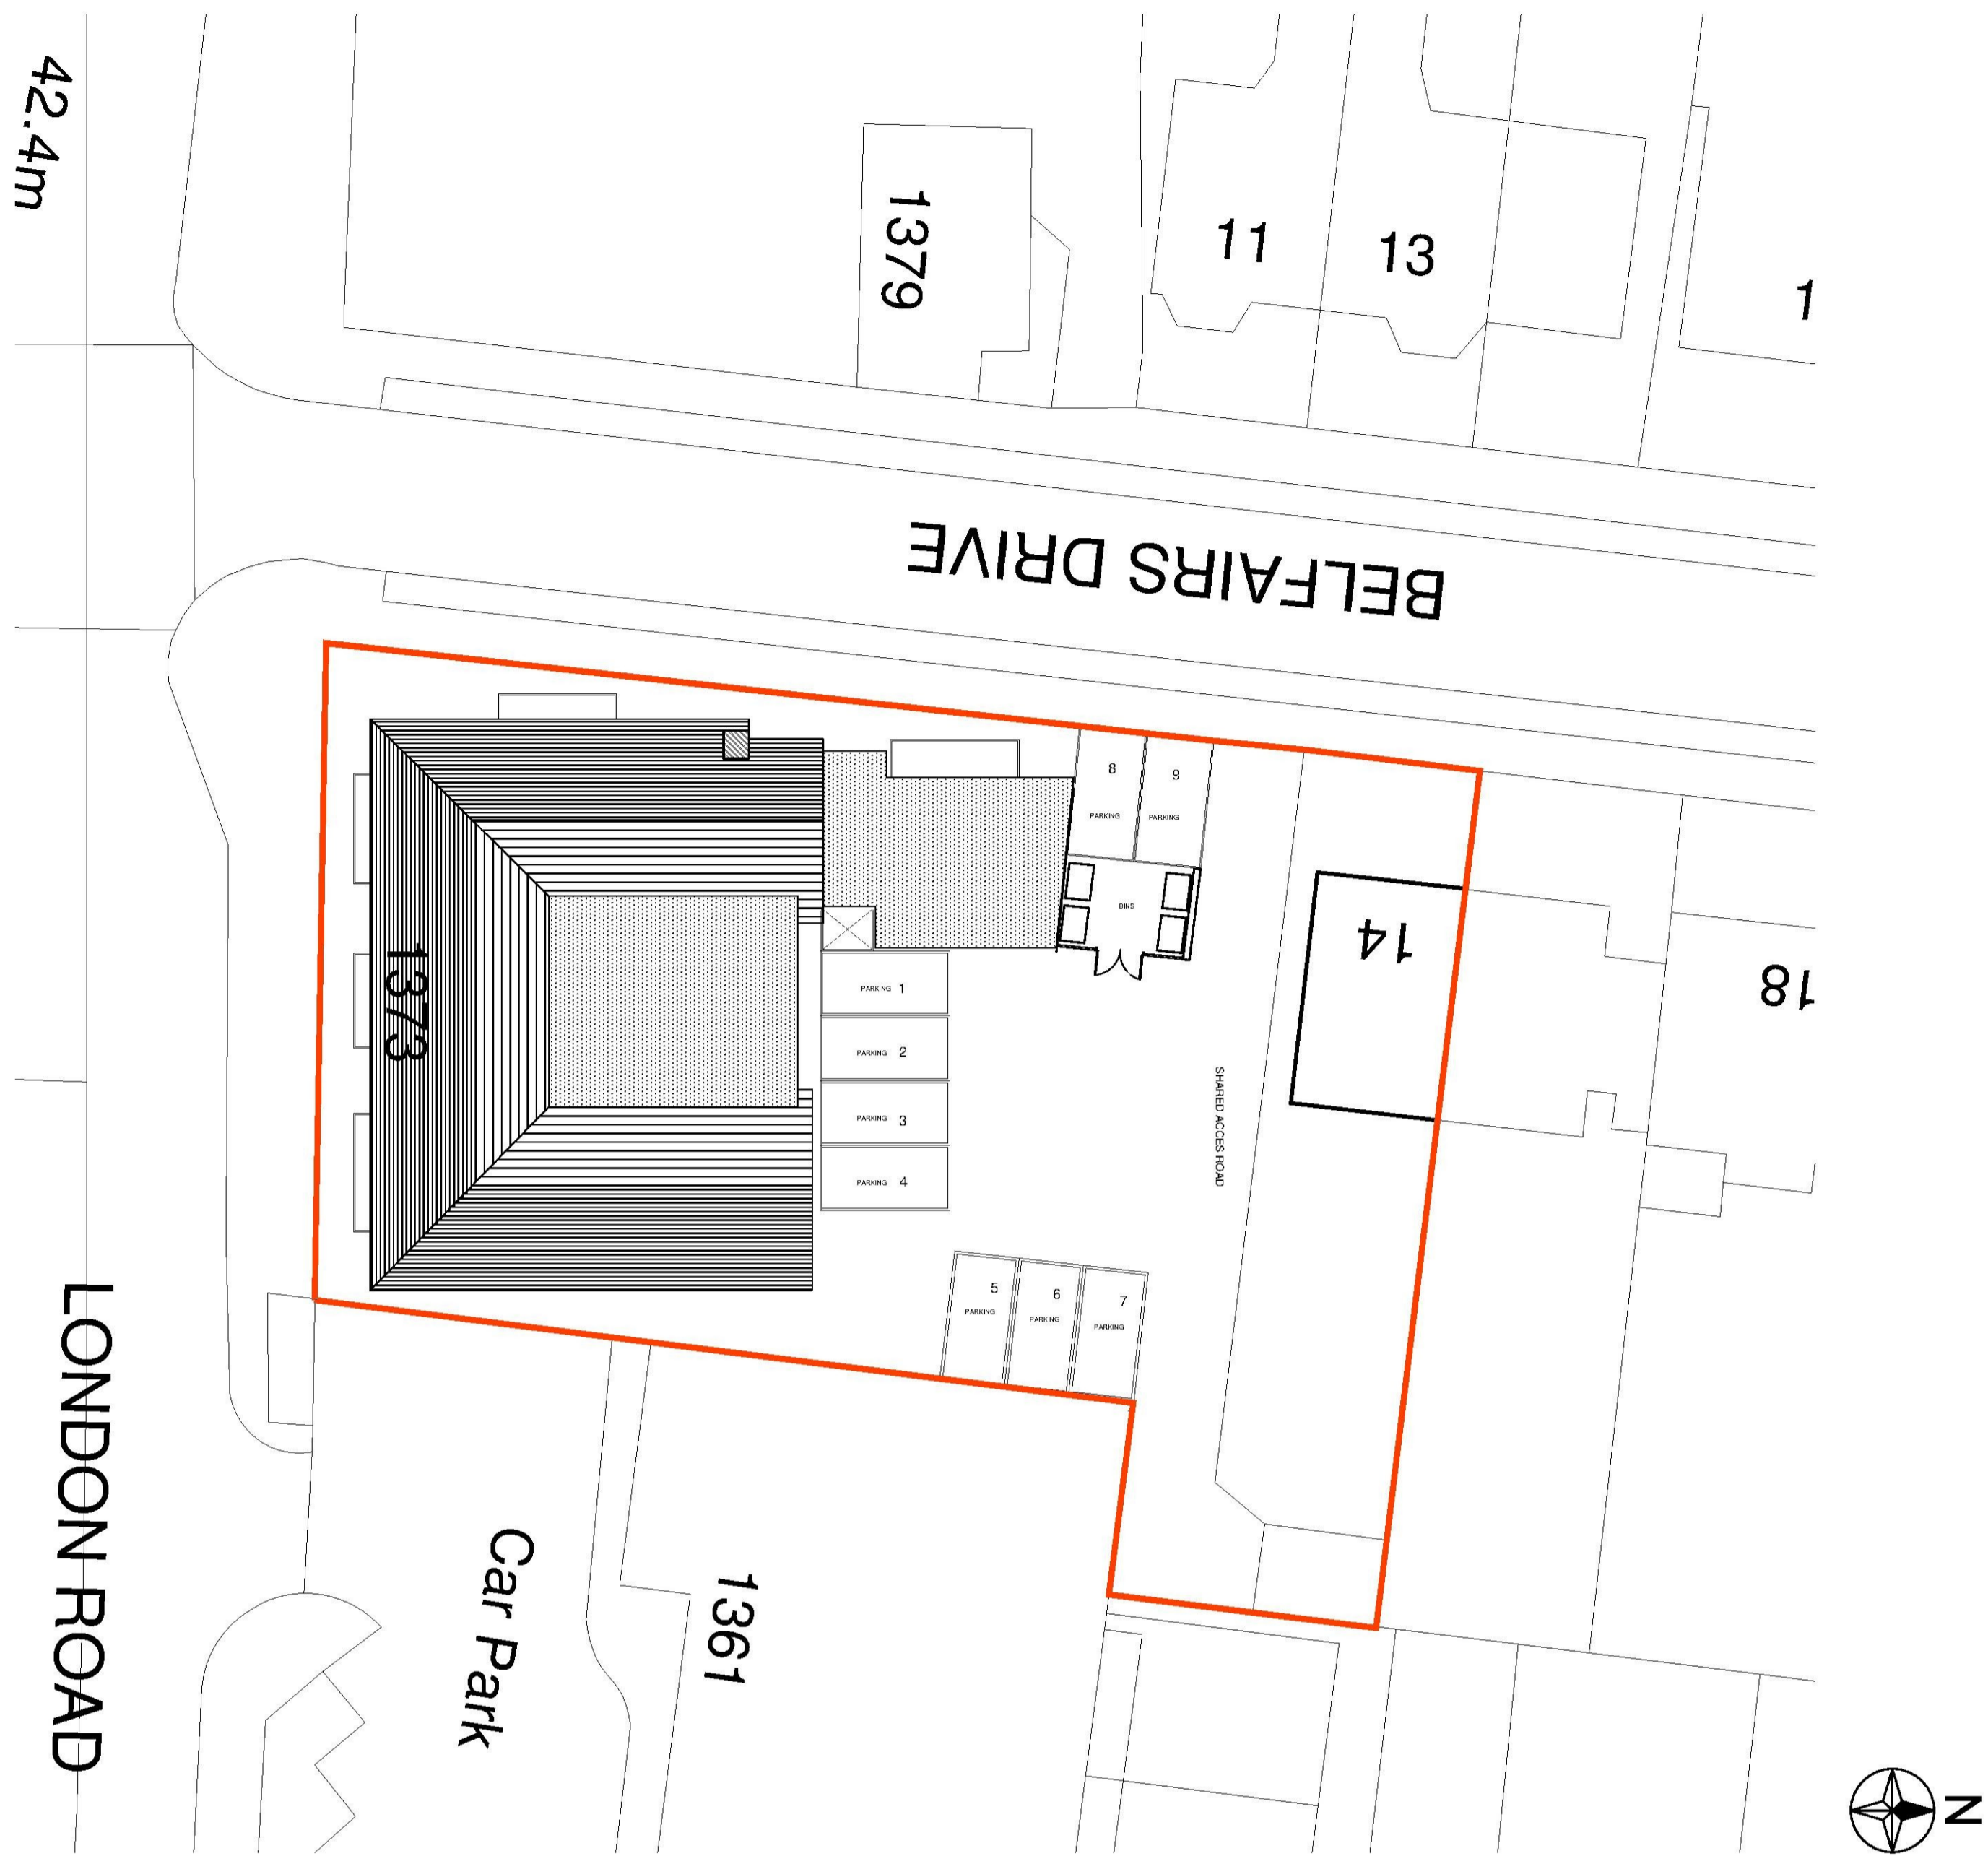 42.4m
1379
11
13
1
BELFAIRS DRIVE
8
PARKING
9
PARKING
BINS
14
18
1373
PARKING 1
PARKING 2
PARKING 3
PARKING 4
SHARED ACCES ROAD
5
PARKING
6
PARKING
7
PARKING
LONDON ROAD
Car Park
1361
N